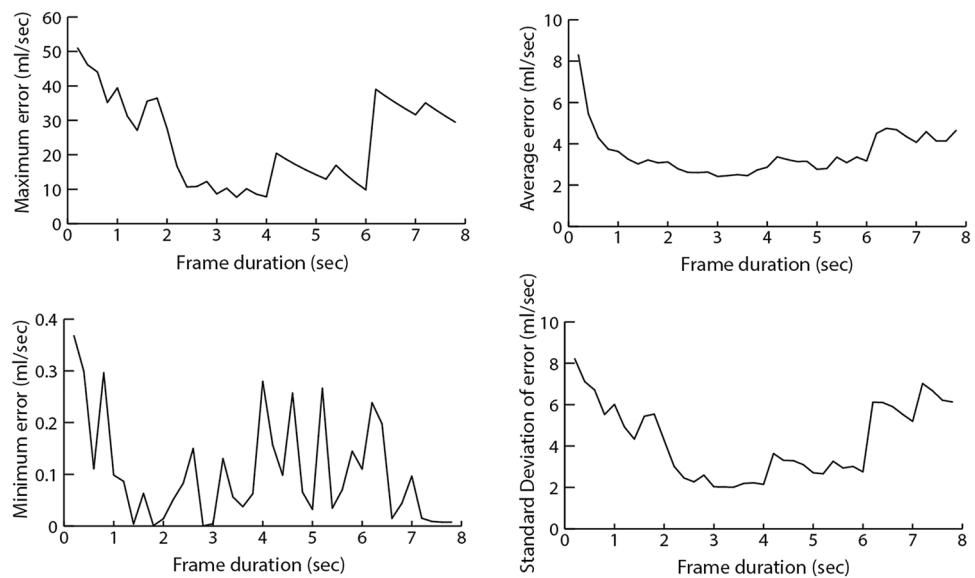 Maximum error (ml/sec)
60
50
40
30
20
10
0
0 1 2 3 4 5 6 7 8
Frame duration (sec)
Average error (ml/sec)
10
8
6
4
2
0
0 1 2 3 4 5 6 7 8
Frame duration (sec)
Minimum error (ml/sec)
0.4
0.3
0.2
0.1
0
0 1 2 3 4 5 6 7 8
Frame duration (sec)
Standard Deviation of error (ml/sec)
10
8
6
4
2
0
0 1 2 3 4 5 6 7 8
Frame duration (sec)